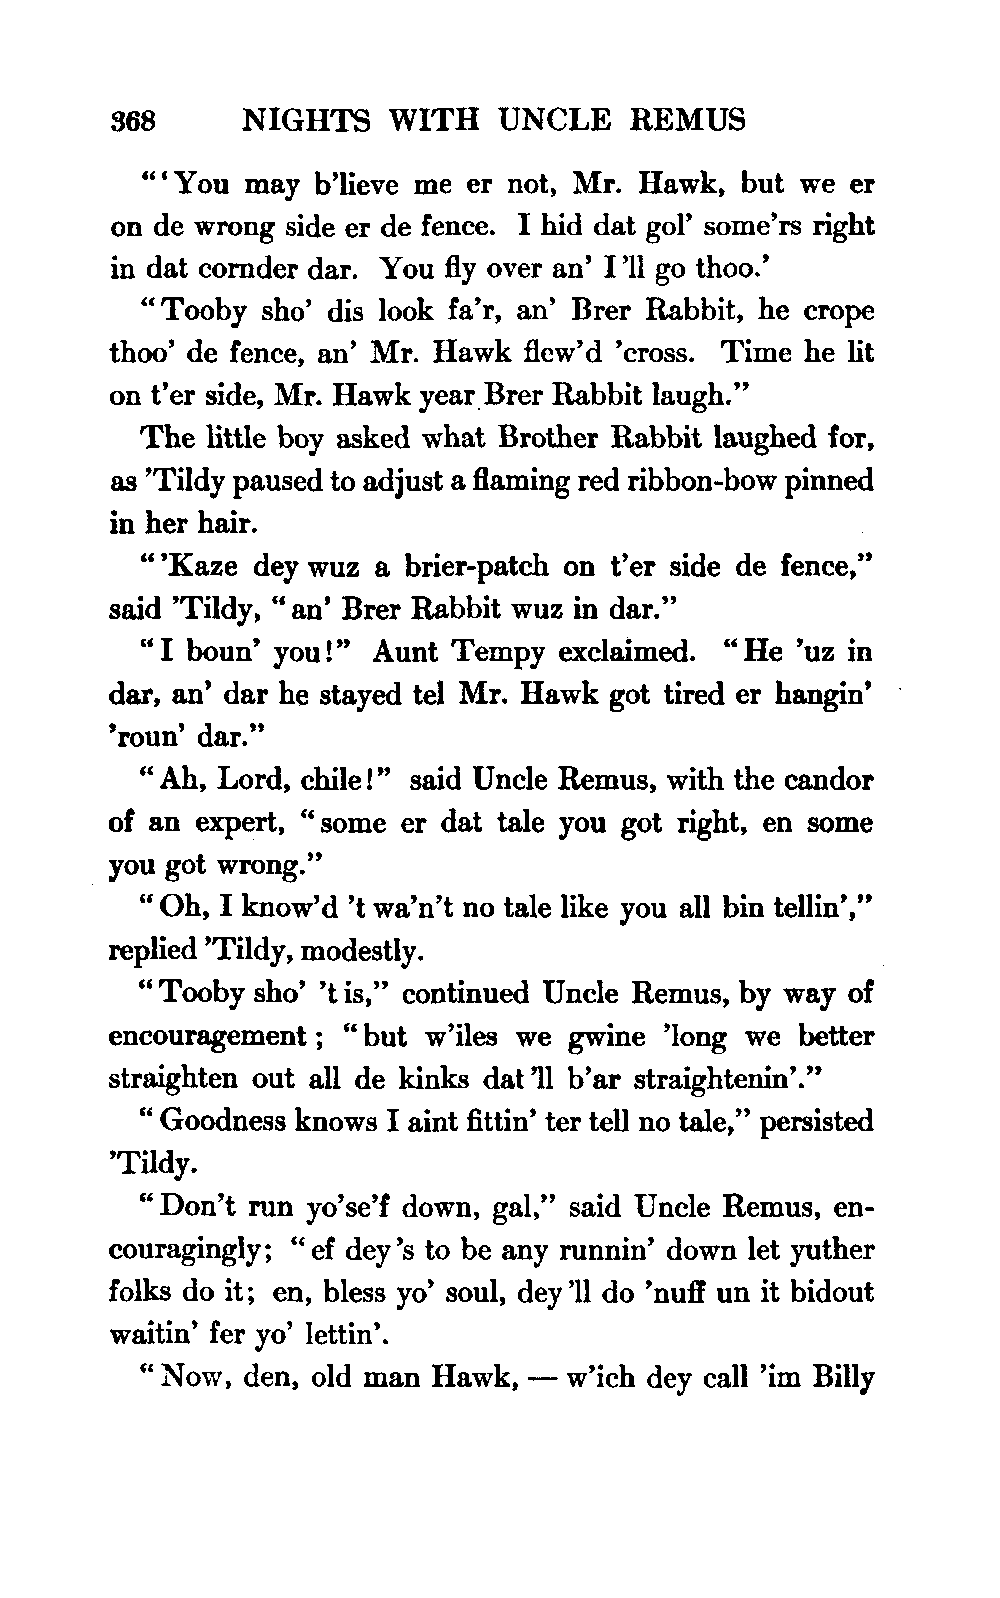 368 NIGHTS WITH UNCLE REMUS
"'You may b'lieve me er not, Mr. Hawk, but we er
on de wrong side er de fence. I hid dat gol' some'rs right
in dat cornder dar. You fly over an' I'll go thoo.'
"Tooby sho' dis look fa'r, an' Brer Rabbit, he crope
thoo' de fence, an' Mr. Hawk flew'd 'cross. Time he lit
on t'er side, Mr. Hawk year Brer Rabbit laugh."
The little boy asked what Brother Rabbit laughed for,
as 'Tildy paused to adjust a flaming red ribbon-bow pinned
in her hair.
"'Kaze dey wuz a brier-patch on t'er side de fence,"
said 'Tildy, "an' Brer Rabbit wuz in dar."
"I boun' you!" Aunt Tempy exclaimed. "He 'uz in
dar, an' dar he stayed tel Mr. Hawk got tired er hangin'
'roun' dar."
"Ah, Lord, chile!" said Uncle Remus, with the candor
of an expert, "some er dat tale you got right, en some
you got wrong."
"Oh, I know'd 't wa'n't no tale like you all bin tellin',"
replied 'Tildy, modestly.
"Tooby sho' 't is," continued Uncle Remus, by way of
encouragement; "but w'iles we gwine 'long we better
straighten out all de kinks dat 'll b'ar straightenin'."
"Goodness knows I aint fittin' ter tell no tale," persisted
'Tildy.
"Don't run yo'se'f down, gal," said Uncle Remus, en-
couragingly; "ef dey's to be any runnin' down let yuther
folks do it; en, bless yo' soul, dey'll do 'nuff un it bidout
waitin' fer yo' lettin'.
"Now, den, old man Hawk, — w'ich dey call 'im Billy